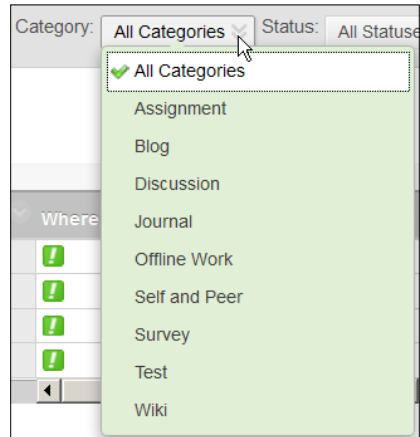 Category: All Categories Status: All Statuse
All Categories
Assignment
Blog
Discussion
Where
Journal
Offline Work
Self and Peer
Survey
Test
Wiki